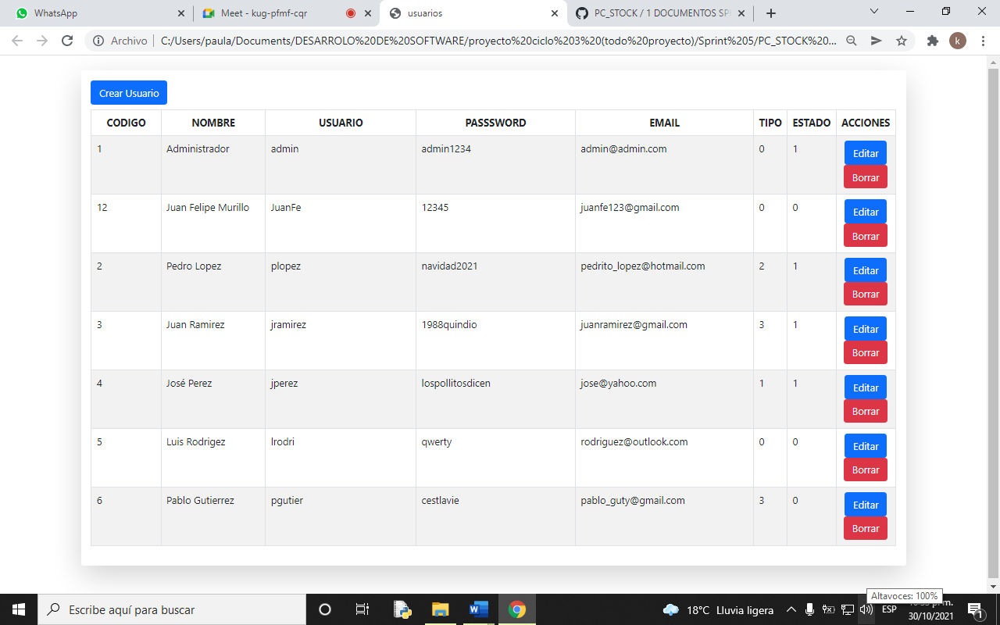 WhatsApp
Meet - kug-pfmf-cqr
usuarios
PC_STOCK / 1 DOCUMENTOS SP
Archivo
C:/Users/paula/Documents/DESARROLO%20DE%20SOFTWARE/proyecto%20ciclo%203%20(todo%20proyecto)/Sprint%205/PC_STOCK%20...
k
Crear Usuario
CODIGO NOMBRE USUARIO PASSSWORD EMAIL TIPO ESTADO ACCIONES
1 Administrador admin admin1234 admin@admin.com 0 1 Editar
Borrar
12 Juan Felipe Murillo JuanFe 12345 juanfe123@gmail.com 0 0 Editar
Borrar
2 Pedro Lopez plopez navidad2021 pedrito_lopez@hotmail.com 2 1 Editar
Borrar
3 Juan Ramirez jramirez 1988quindio juanramirez@gmail.com 3 1 Editar
Borrar
4 José Perez jperez lospollitosdicen jose@yahoo.com 1 1 Editar
Borrar
5 Luis Rodrigez lrodri qwerty rodriguez@outlook.com 0 0 Editar
Borrar
6 Pablo Gutierrez pgutier cestlavie pablo_guty@gmail.com 3 0 Editar
Borrar
Altavoces: 100%
Escribe aquí para buscar
18°C Lluvia ligera
ESP
30/10/2021
1